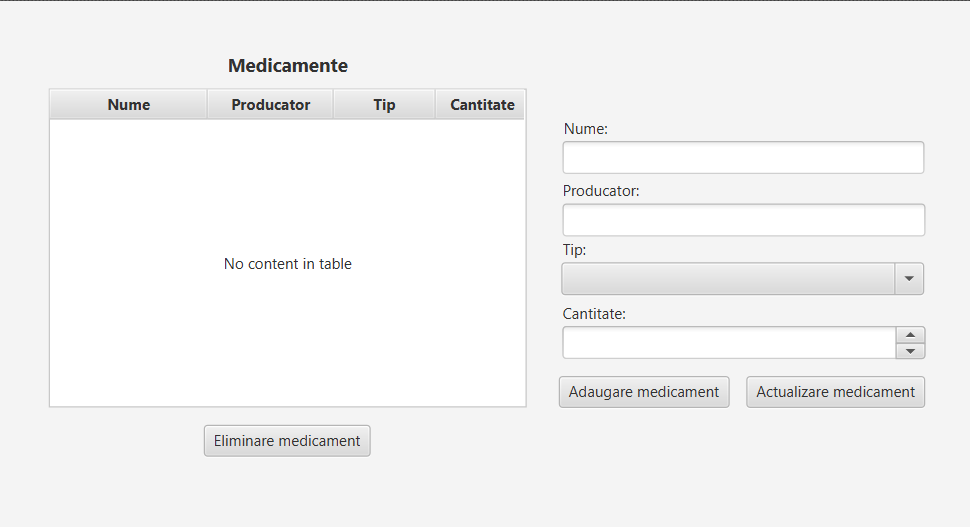 Medicamente
Nume Producator Tip Cantitate
No content in table
Eliminare medicament
Nume:
Producator:
Tip:
Cantitate:
Adaugare medicament Actualizare medicament